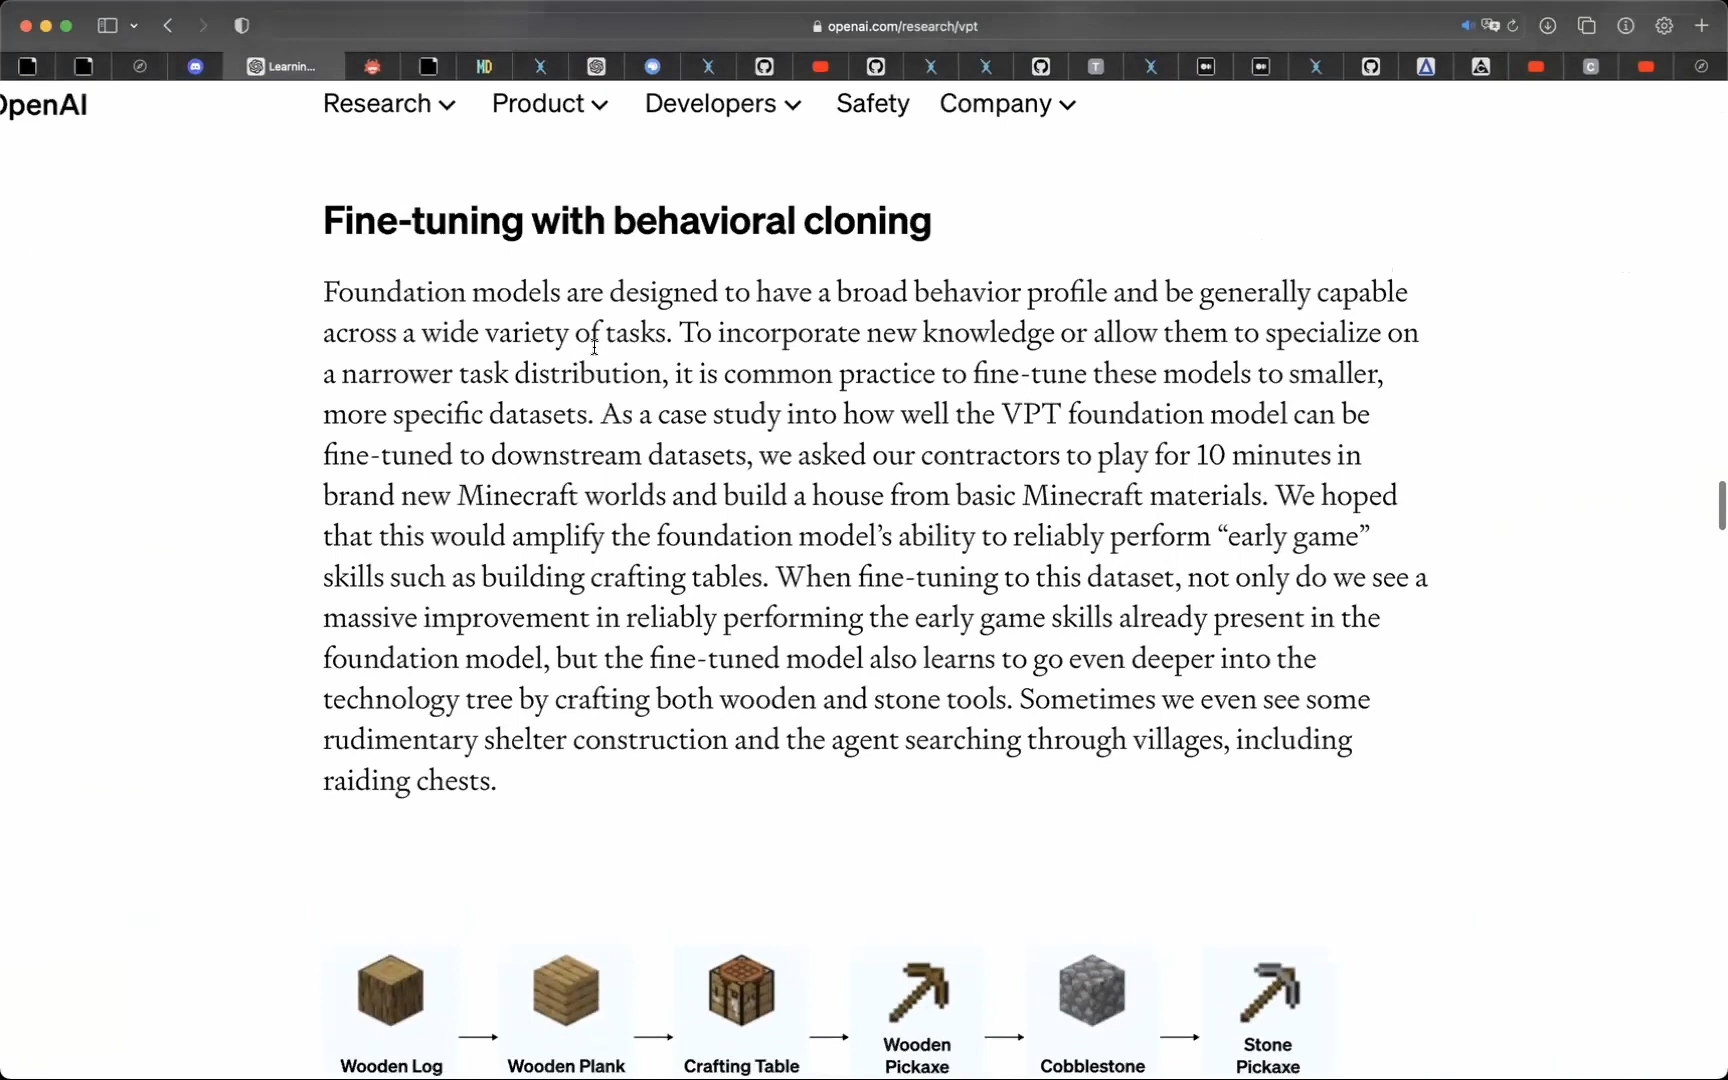 openai.com/research/vpt
Learnin...
MD
T
C
OpenAI
Research Product Developers Safety Company
Fine-tuning with behavioral cloning
Foundation models are designed to have a broad behavior profile and be generally capable
across a wide variety of tasks. To incorporate new knowledge or allow them to specialize on
a narrower task distribution, it is common practice to fine-tune these models to smaller,
more specific datasets. As a case study into how well the VPT foundation model can be
fine-tuned to downstream datasets, we asked our contractors to play for 10 minutes in
brand new Minecraft worlds and build a house from basic Minecraft materials. We hoped
that this would amplify the foundation model’s ability to reliably perform “early game”
skills such as building crafting tables. When fine-tuning to this dataset, not only do we see a
massive improvement in reliably performing the early game skills already present in the
foundation model, but the fine-tuned model also learns to go even deeper into the
technology tree by crafting both wooden and stone tools. Sometimes we even see some
rudimentary shelter construction and the agent searching through villages, including
raiding chests.
Wooden Log
Wooden Plank
Crafting Table
Wooden
Pickaxe
Cobblestone
Stone
Pickaxe